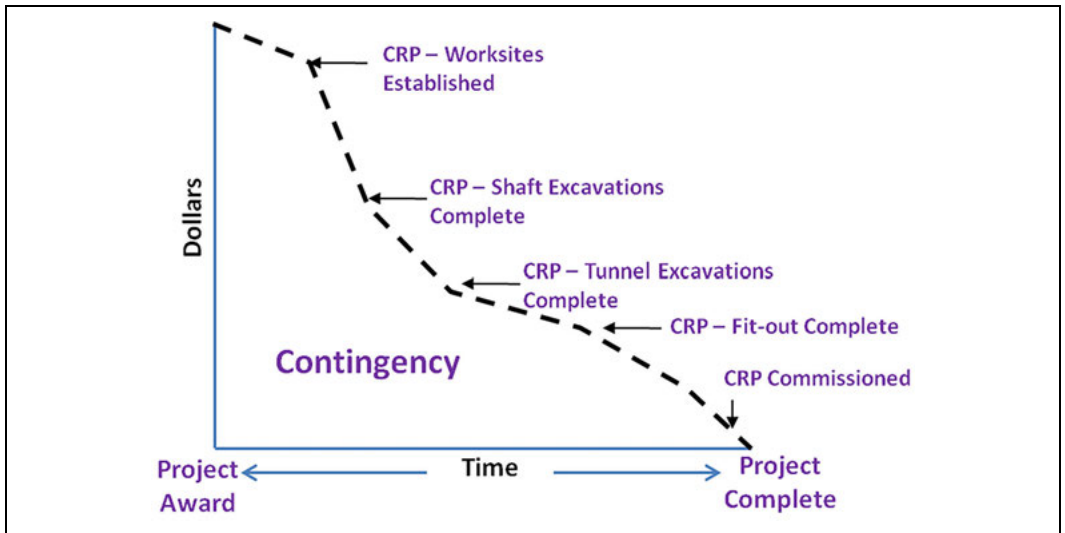 CRP – Worksites
Established
CRP – Shaft Excavations
Complete
Dollars
CRP – Tunnel Excavations
Complete
CRP – Fit-out Complete
Contingency
CRP Commissioned
Project
Award
Time
Project
Complete